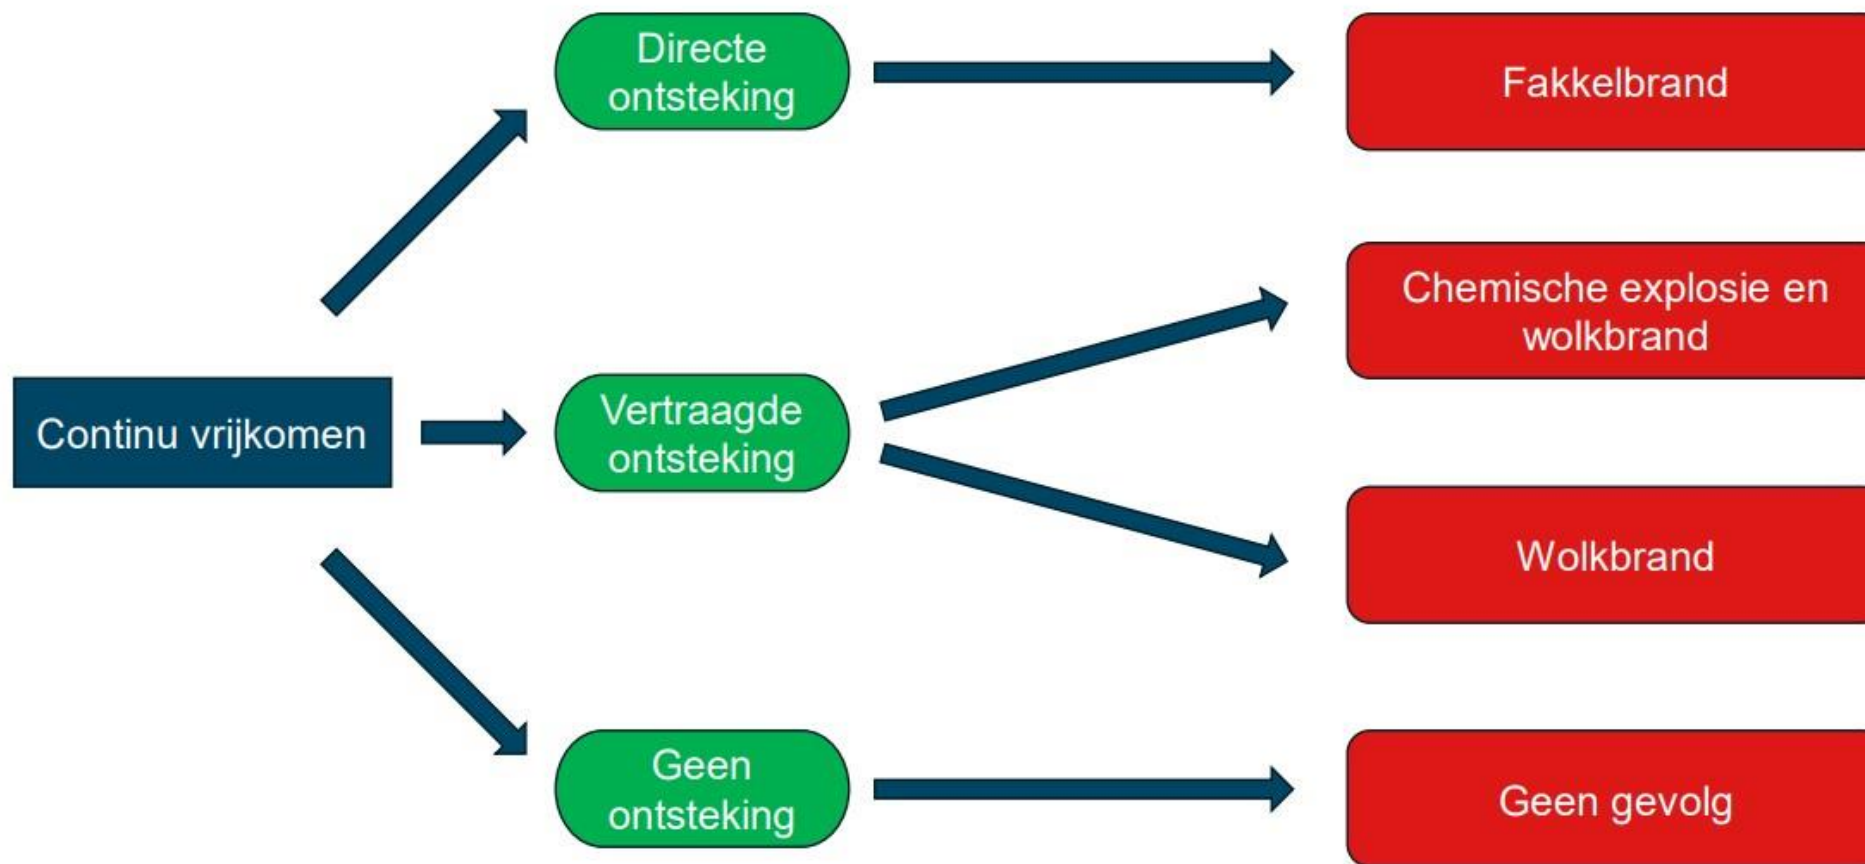 Directe
ontsteking
Fakkelbrand
Chemische explosie en
wolkbrand
Continu vrijkomen
Vertraagde
ontsteking
Wolkbrand
Geen
ontsteking
Geen gevolg